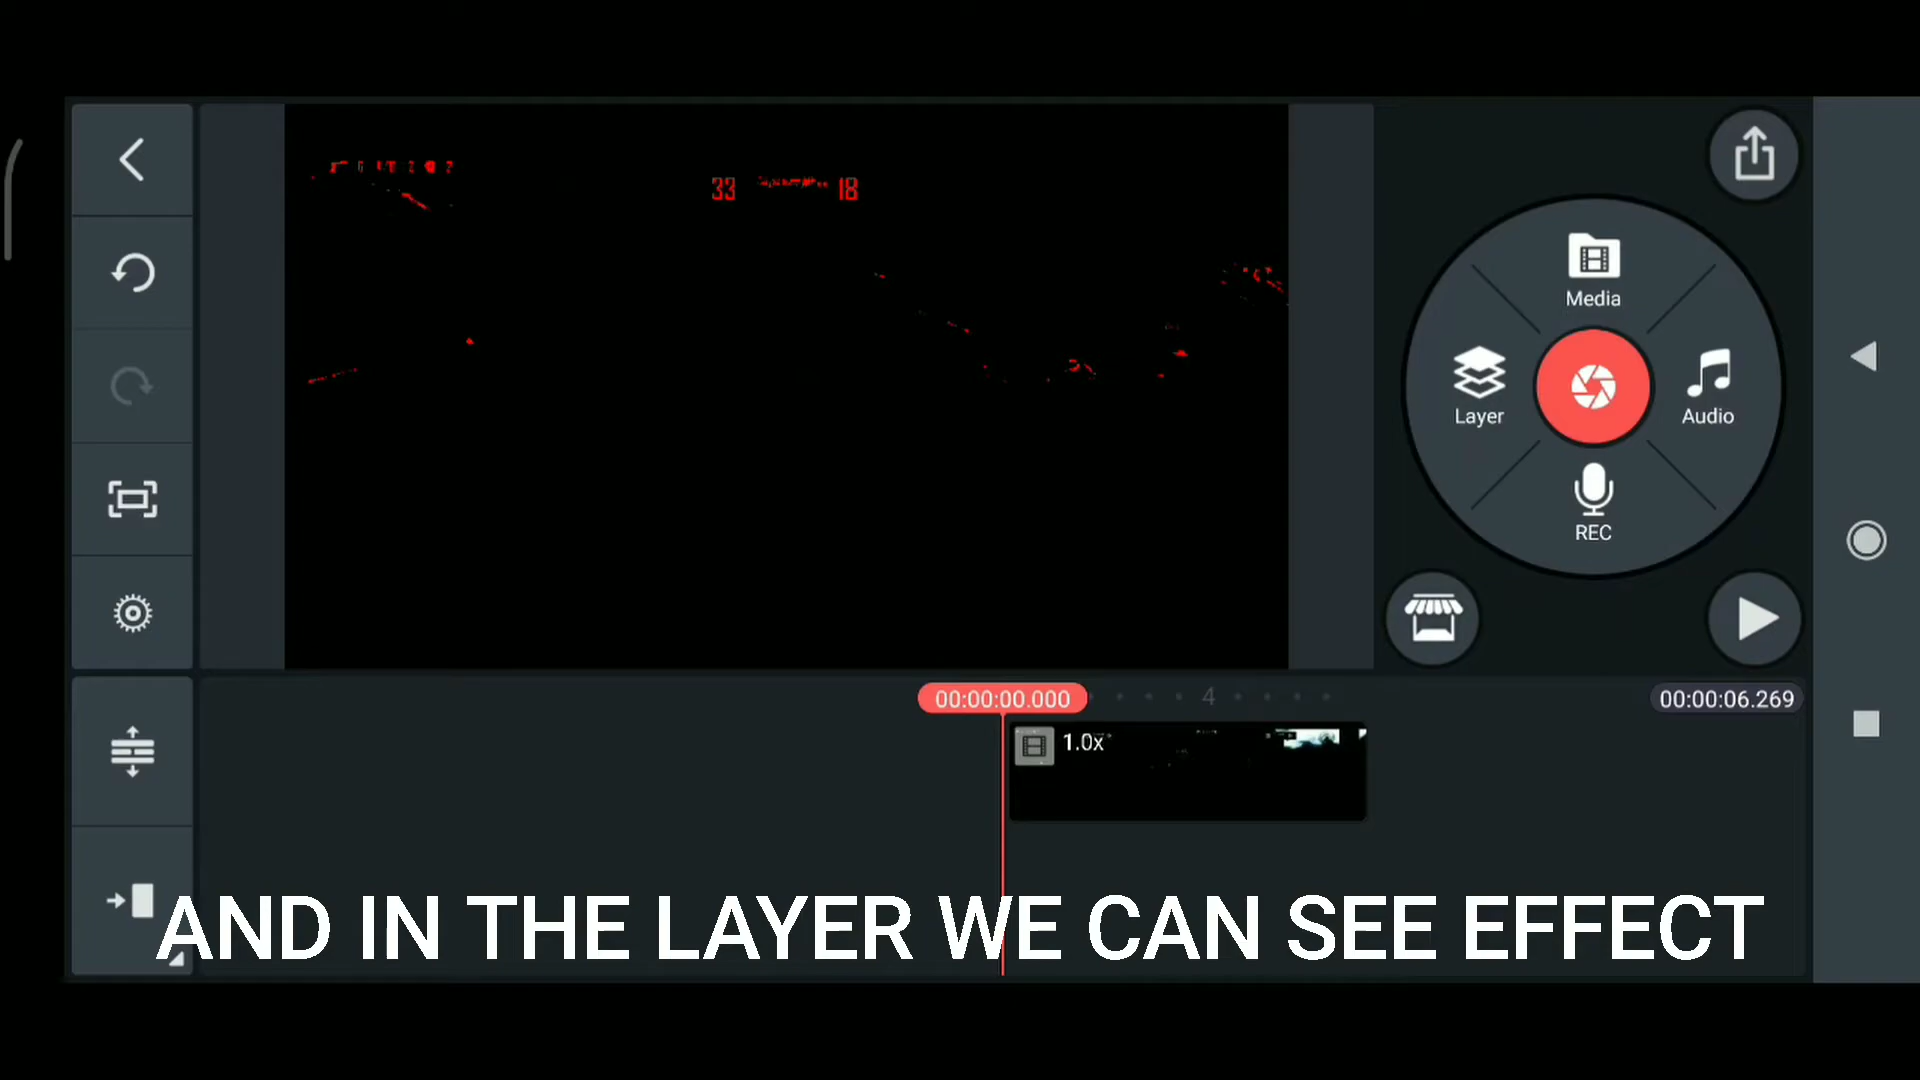 33 18
Media
Layer
Audio
REC
00:00:00.000
4
00:00:06.269
1.0x
AND IN THE LAYER WE CAN SEE EFFECT